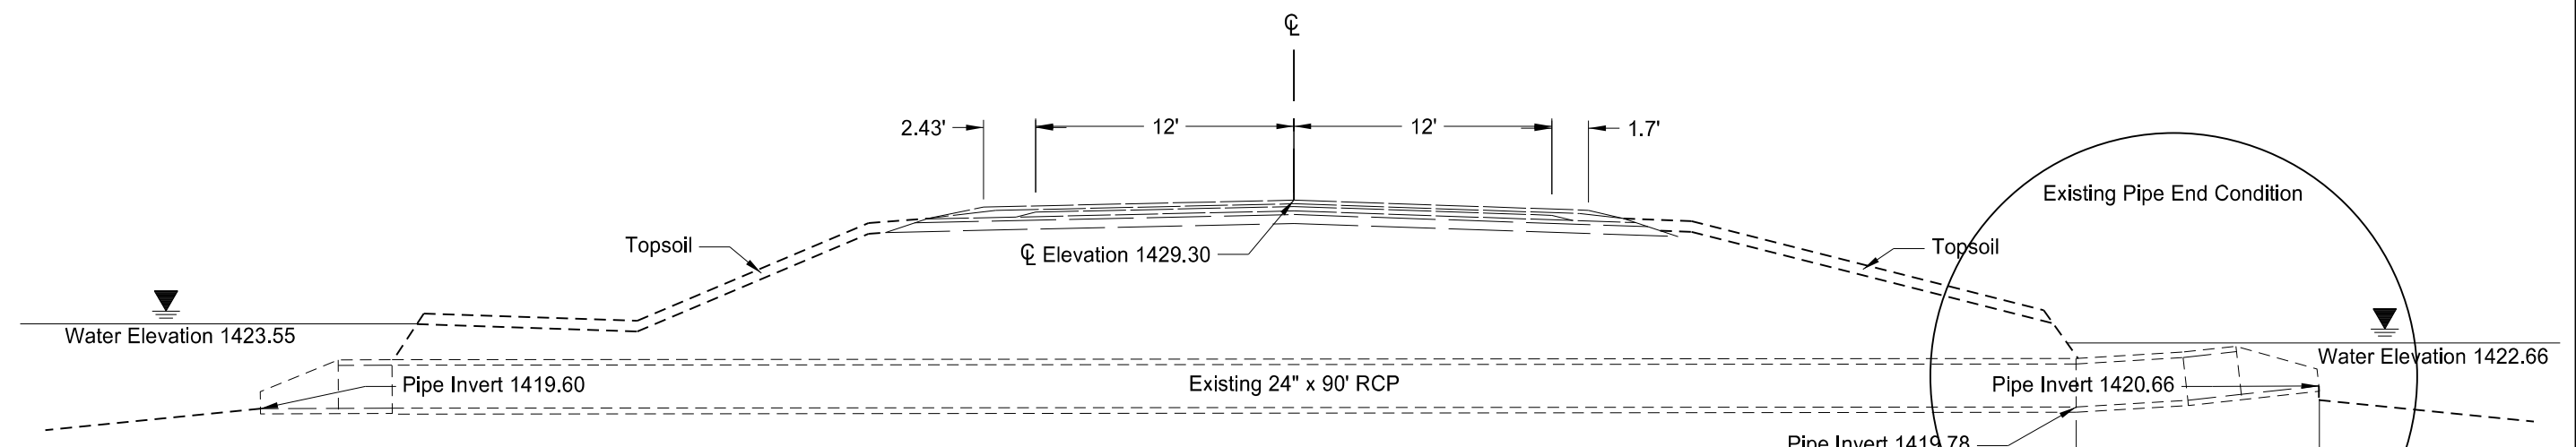 ℄
2.43'
12'
12'
1.7'
Existing Pipe End Condition
Topsoil
℄ Elevation 1429.30
Topsoil
Water Elevation 1423.55
Water Elevation 1422.66
Pipe Invert 1419.60
Existing 24" x 90' RCP
Pipe Invert 1420.66
Pipe Invert 1419.78